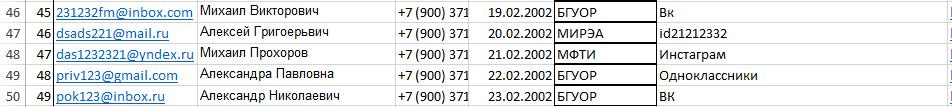 46 45 231232fm@inbox.com Михаил Викторович +7 (900) 371 19.02.2002 БГУОР Вк
47 46 dsads221@mail.ru Алексей Григоерьвич +7 (900) 371 20.02.2002 МИРЭА id21212332
48 47 das1232321@yndex.ru Михаил Прохоров +7 (900) 371 21.02.2002 МФТИ Инстаграм
49 48 priv123@gmail.com Александра Павловна +7 (900) 371 22.02.2002 БГУОР Одноклассники
50 49 pok123@inbox.ru Александр Николаевич +7 (900) 371 23.02.2002 БГУОР ВК